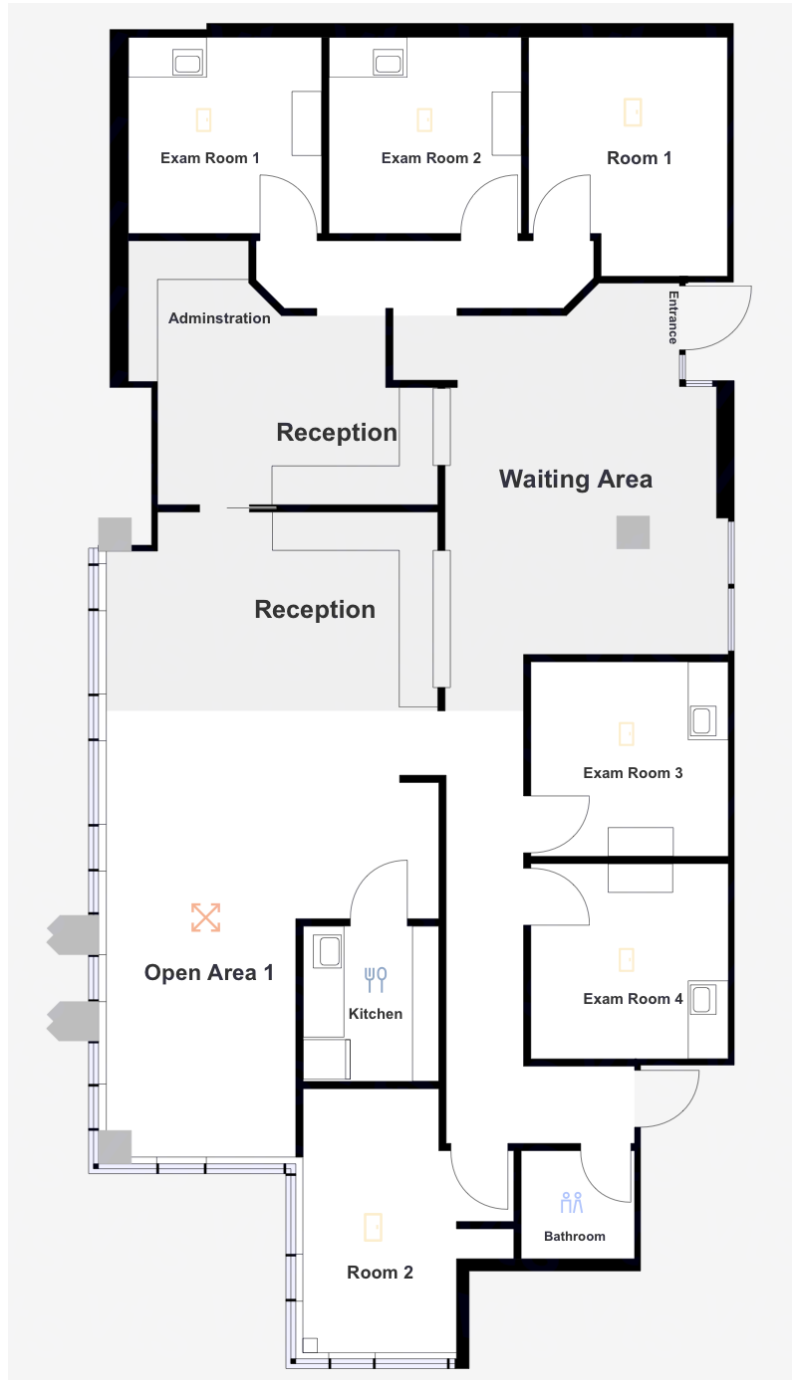 Exam Room 1
Exam Room 2
Room 1
Adminstration
Entrance
Reception
Waiting Area
Reception
Exam Room 3
Open Area 1
Kitchen
Exam Room 4
Bathroom
Room 2